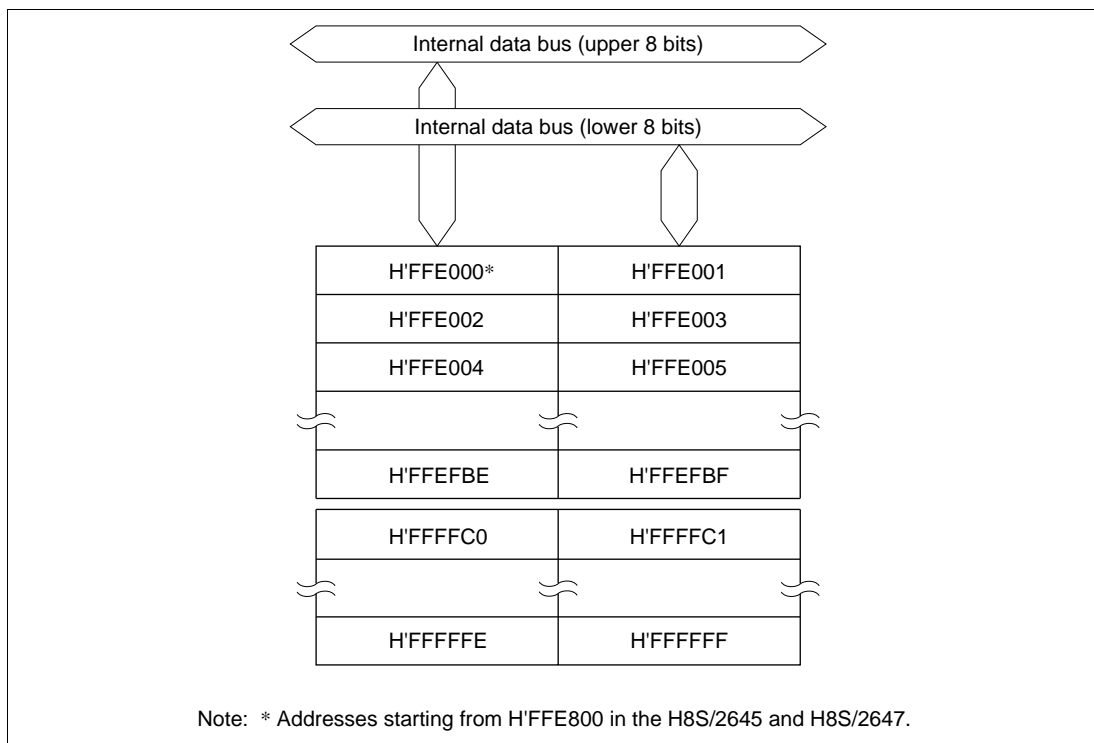 Internal data bus (upper 8 bits)
Internal data bus (lower 8 bits)
H'FFE000* H'FFE001
H'FFE002 H'FFE003
H'FFE004 H'FFE005
H'FFEFBE H'FFEFBF
H'FFFFC0 H'FFFFC1
H'FFFFFE H'FFFFFF
Note: * Addresses starting from H'FFE800 in the H8S/2645 and H8S/2647.